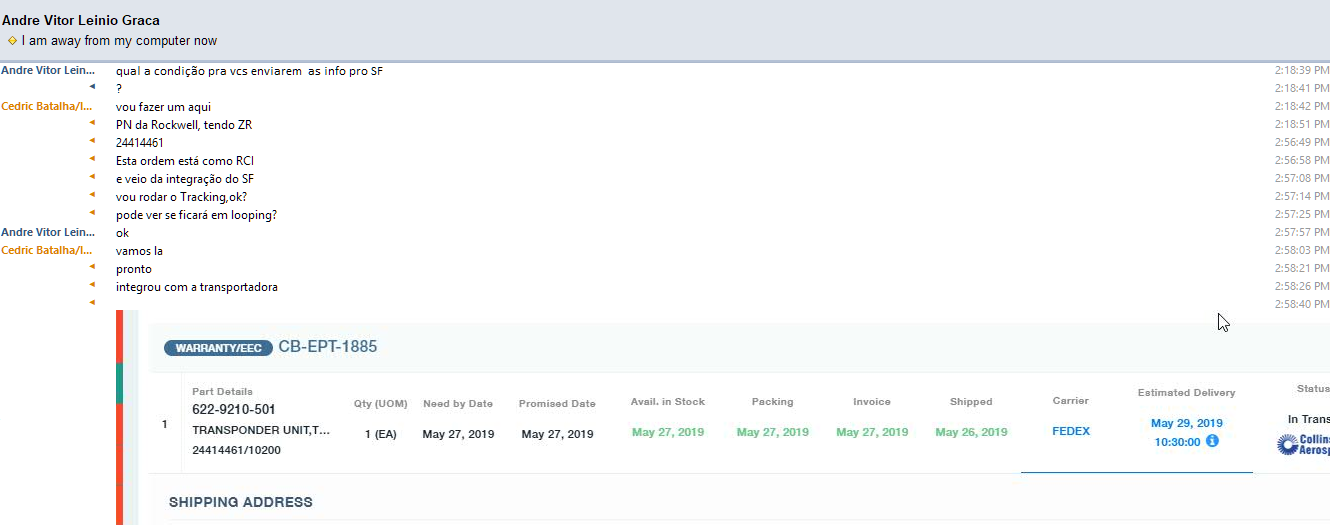 Andre Vitor Leinio Graca
I am away from my computer now
Andre Vitor Lein... qual a condição pra vcs enviarem as info pro SF 2:18:39 PM
? 2:18:41 PM
Cedric Batalha/I... vou fazer um aqui 2:18:42 PM
PN da Rockwell, tendo ZR 2:18:51 PM
24414461 2:56:49 PM
Esta ordem está como RCI 2:56:58 PM
e veio da integração do SF 2:57:08 PM
vou rodar o Tracking,ok? 2:57:14 PM
pode ver se ficará em looping? 2:57:25 PM
Andre Vitor Lein... ok 2:57:57 PM
Cedric Batalha/I... vamos la 2:58:03 PM
pronto 2:58:21 PM
integrou com a transportadora 2:58:26 PM
2:58:40 PM
WARRANTY/EEC CB-EPT-1885
Part Details Qty (UOM) Need by Date Promised Date Avail. in Stock Packing Invoice Shipped Carrier Estimated Delivery Status
1 622-9210-501 1 (EA) May 27, 2019 May 27, 2019 May 27, 2019 May 27, 2019 May 27, 2019 May 26, 2019 FEDEX May 29, 2019 In Trans
TRANSPONDER UNIT,T... 10:30:00
24414461/10200 Collins
Aerosp
SHIPPING ADDRESS